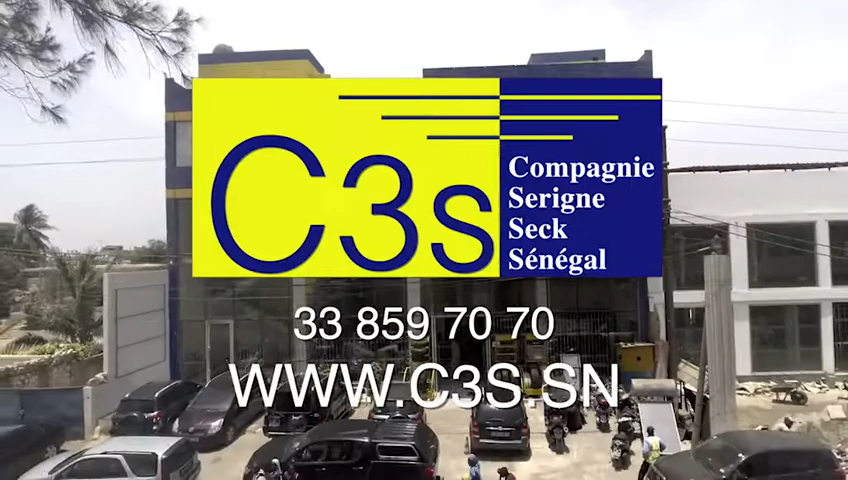 C3s
Compagnie
Serigne
Seck
Sénégal
33 859 70 70
WWW.C3S.SN